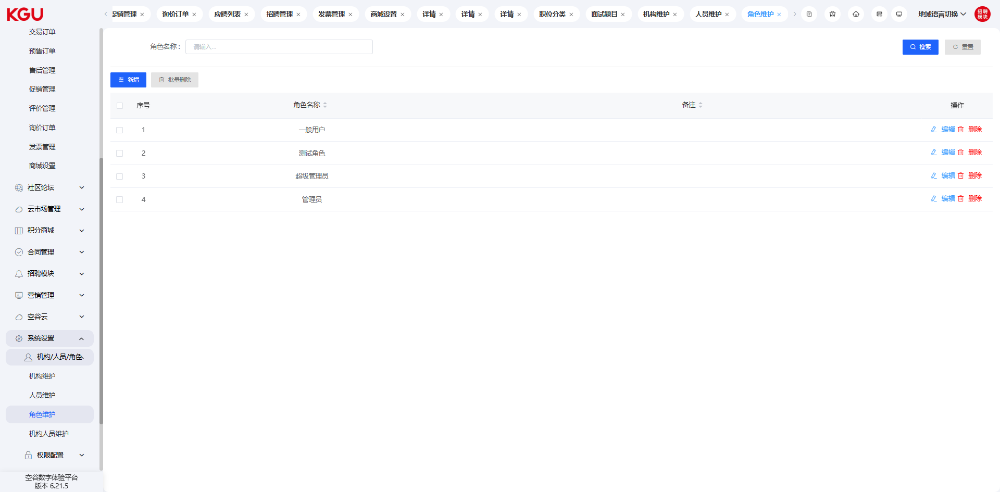 KGU
促销管理 询价订单 应聘列表 招聘管理 发票管理 商城设置 详情 详情 详情 职位分类 面试题目 机构维护 人员维护 角色维护 地域语言切换 招聘模块
交易订单
预售订单
售后管理
促销管理
评价管理
询价订单
发票管理
商城设置
社区论坛
云市场管理
积分商城
合同管理
招聘模块
营销管理
空谷云
系统设置
机构/人员/角色
机构维护
人员维护
角色维护
机构人员维护
权限配置
空谷数字体验平台
版本 6.21.5
角色名称： 请输入... 搜索 重置
新增 批量删除
序号 角色名称 备注 操作
1 一般用户 编辑 删除
2 测试角色 编辑 删除
3 超级管理员 编辑 删除
4 管理员 编辑 删除